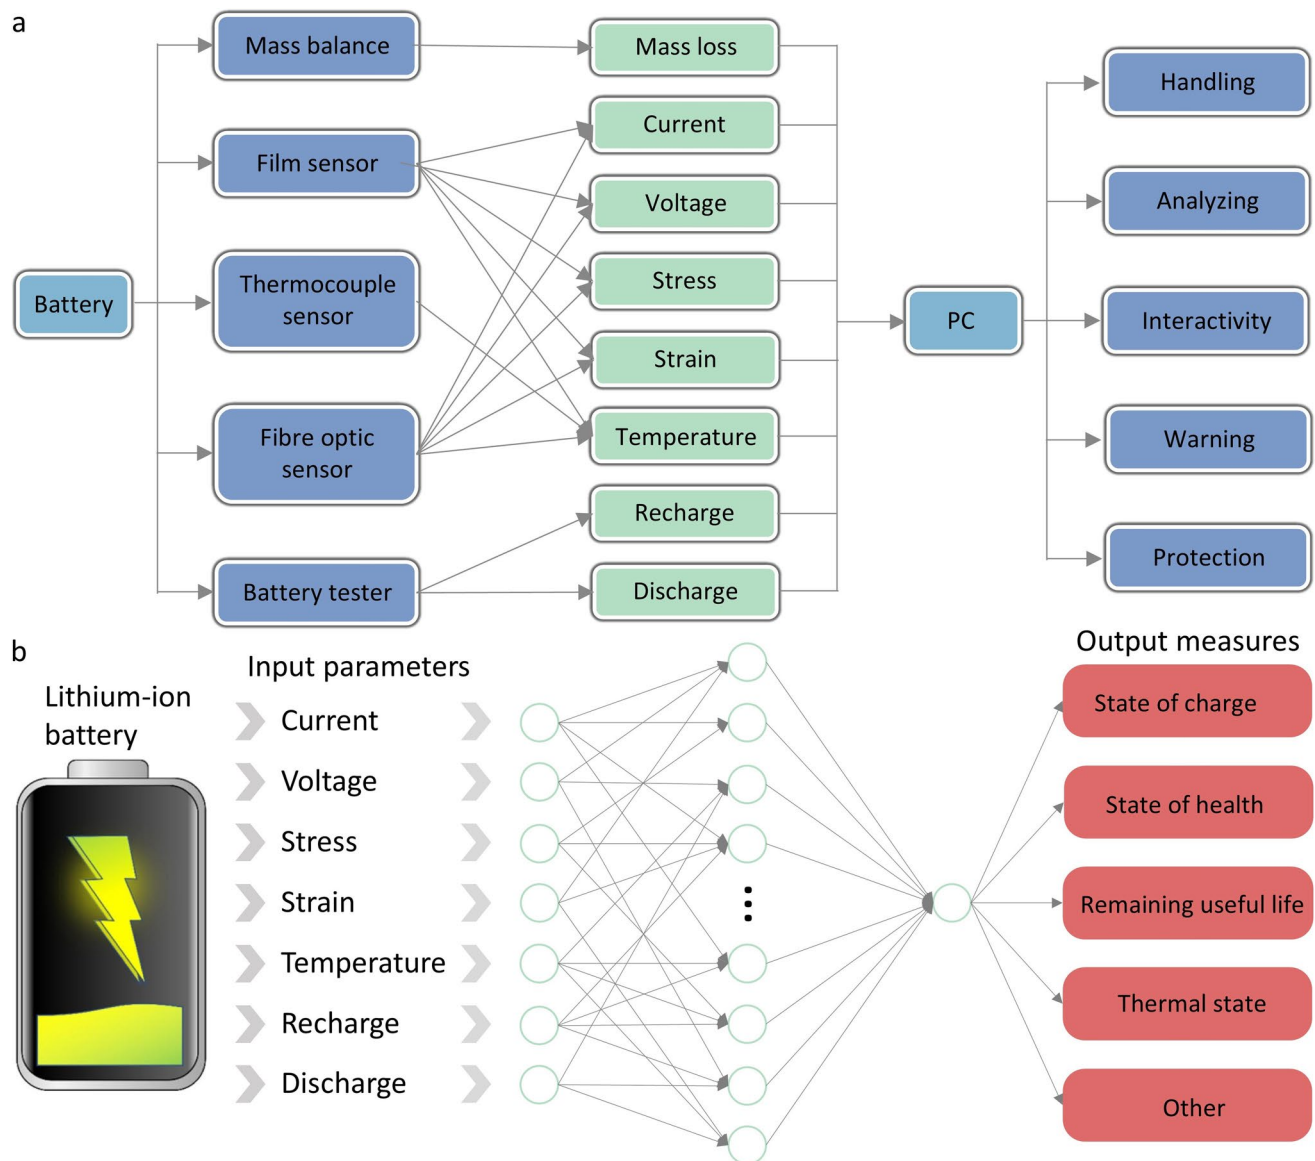 a
Battery
Mass balance
Film sensor
Thermocouple
sensor
Fibre optic
sensor
Battery tester
Mass loss
Current
Voltage
Stress
Strain
Temperature
Recharge
Discharge
PC
Handling
Analyzing
Interactivity
Warning
Protection
b
Lithium-ion
battery
Input parameters
Current
Voltage
Stress
Strain
Temperature
Recharge
Discharge
Output measures
State of charge
State of health
Remaining useful life
Thermal state
Other